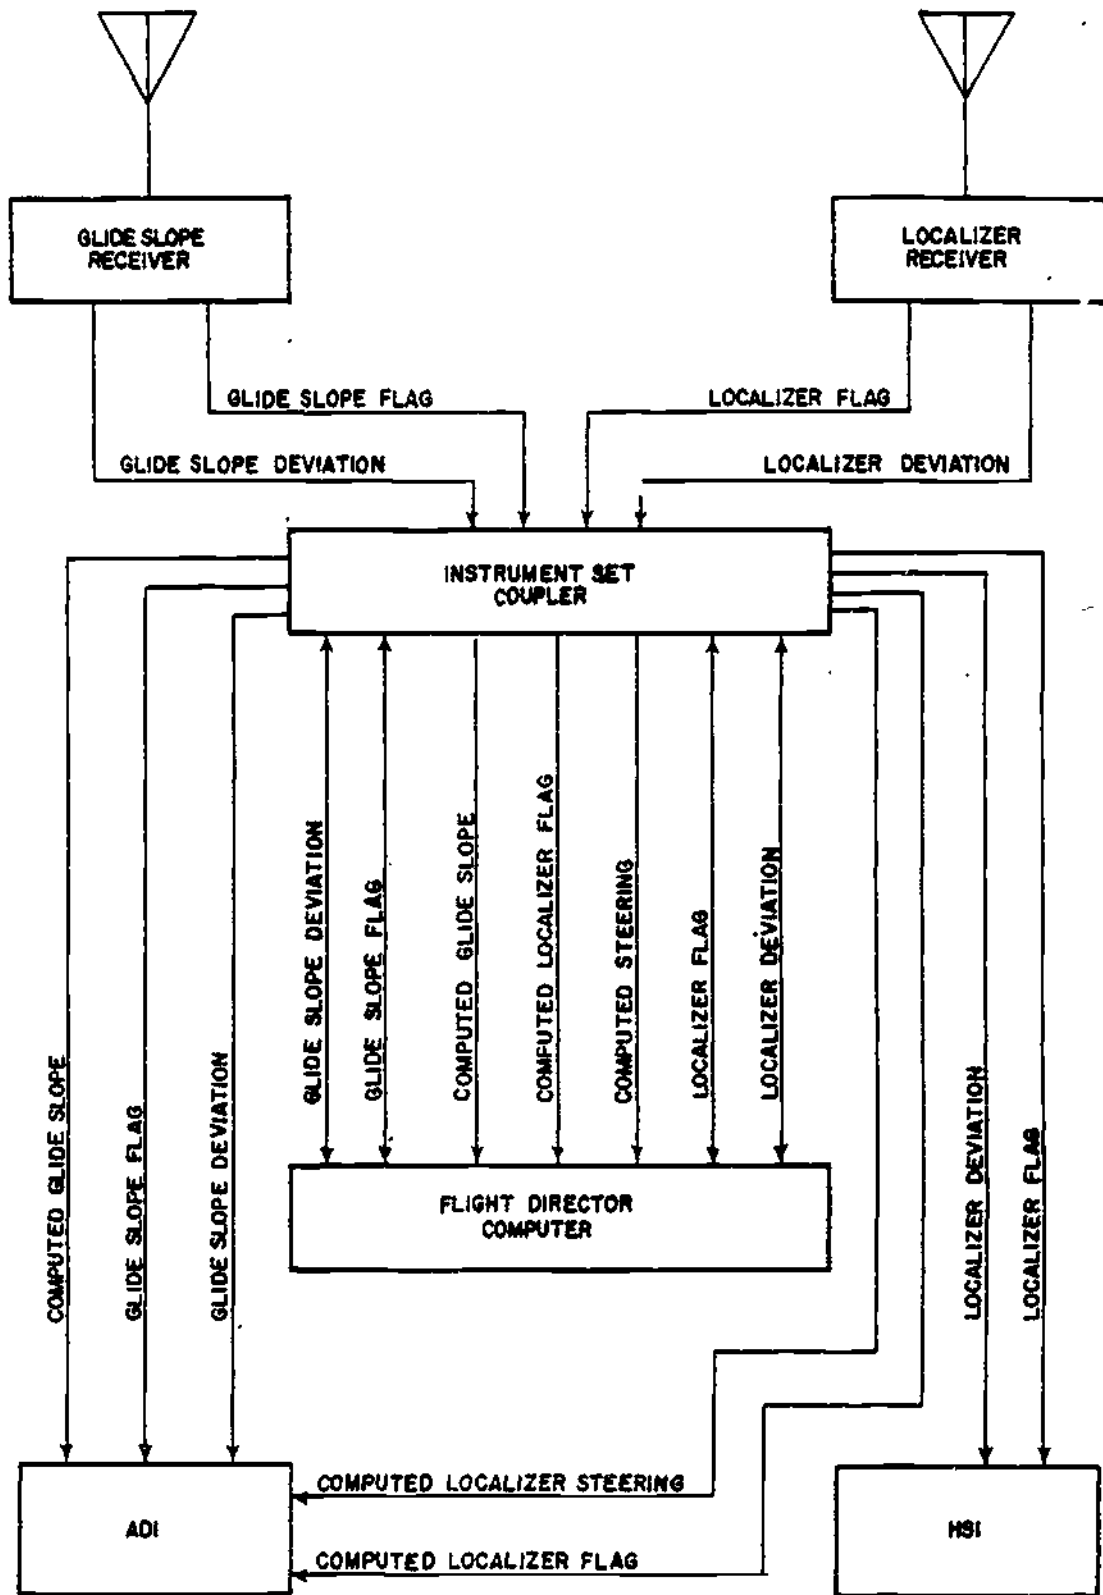 GLIDE SLOPE
RECEIVER
LOCALIZER
RECEIVER
GLIDE SLOPE FLAG
LOCALIZER FLAG
GLIDE SLOPE DEVIATION
LOCALIZER DEVIATION
INSTRUMENT SET
COUPLER
COMPUTED GLIDE SLOPE
GLIDE SLOPE FLAG
GLIDE SLOPE DEVIATION
GLIDE SLOPE DEVIATION
GLIDE SLOPE FLAG
COMPUTED GLIDE SLOPE
COMPUTED LOCALIZER FLAG
COMPUTED STEERING
LOCALIZER FLAG
LOCALIZER DEVIATION
LOCALIZER DEVIATION
LOCALIZER FLAG
FLIGHT DIRECTOR
COMPUTER
COMPUTED LOCALIZER STEERING
ADI
HSI
COMPUTED LOCALIZER FLAG